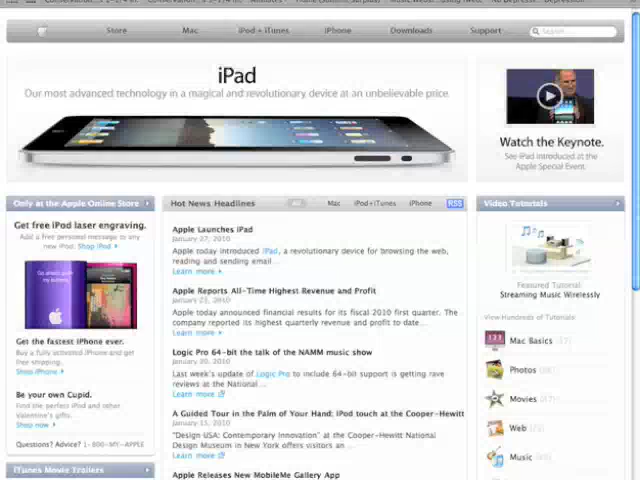 Store Mac iPod + iTunes iPhone Downloads Support Search
iPad
Our most advanced technology in a magical and revolutionary device at an unbelievable price.
Watch the Keynote.
See iPad introduced at the
Apple Special Event.
Only at the Apple Online Store
Get free iPod laser engraving.
Add a free personal message to any
new iPod. Shop iPod
Get the fastest iPhone ever.
Buy a fully activated iPhone and get
free shipping.
Shop iPhone
Be your own Cupid.
Find the perfect iPod and other
Valentine's gifts.
Shop now
Questions? Advice? 1-800-MY-APPLE
iTunes Movie Trailers
Hot News Headlines All Mac iPod+iTunes iPhone RSS
Apple Launches iPad
January 27, 2010
Apple today introduced iPad, a revolutionary device for browsing the web,
reading and sending email...
Learn more
Apple Reports All-Time Highest Revenue and Profit
January 25, 2010
Apple today announced financial results for its fiscal 2010 first quarter. The
company reported its highest quarterly revenue and profit to date...
Learn more
Logic Pro 64-bit the talk of the NAMM music show
January 20, 2010
Last week's update of Logic Pro to include 64-bit support is getting rave
reviews at the National ...
Learn more
A Guided Tour in the Palm of Your Hand: iPod touch at the Cooper-Hewitt
January 15, 2010
"Design USA: Contemporary Innovation" at the Cooper-Hewitt National
Design Museum in New York offers visitors an...
Learn more
Apple Releases New MobileMe Gallery App
Video Tutorials
Featured Tutorial
Streaming Music Wirelessly
View Hundreds of Tutorials
Mac Basics
Photos
Movies
Web
Music